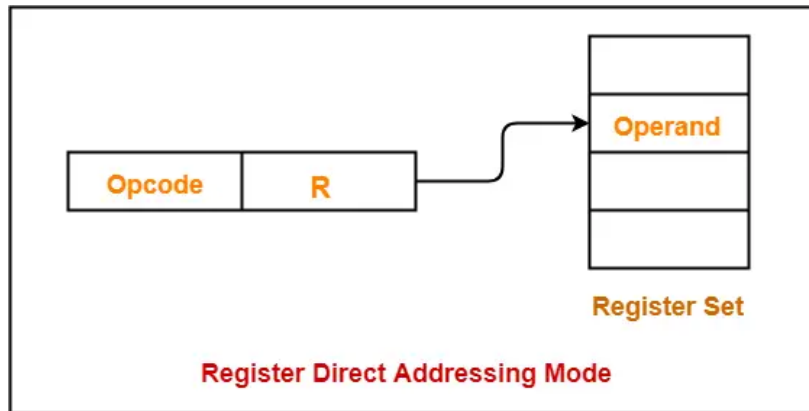 Opcode
R
Operand
Register Set
Register Direct Addressing Mode